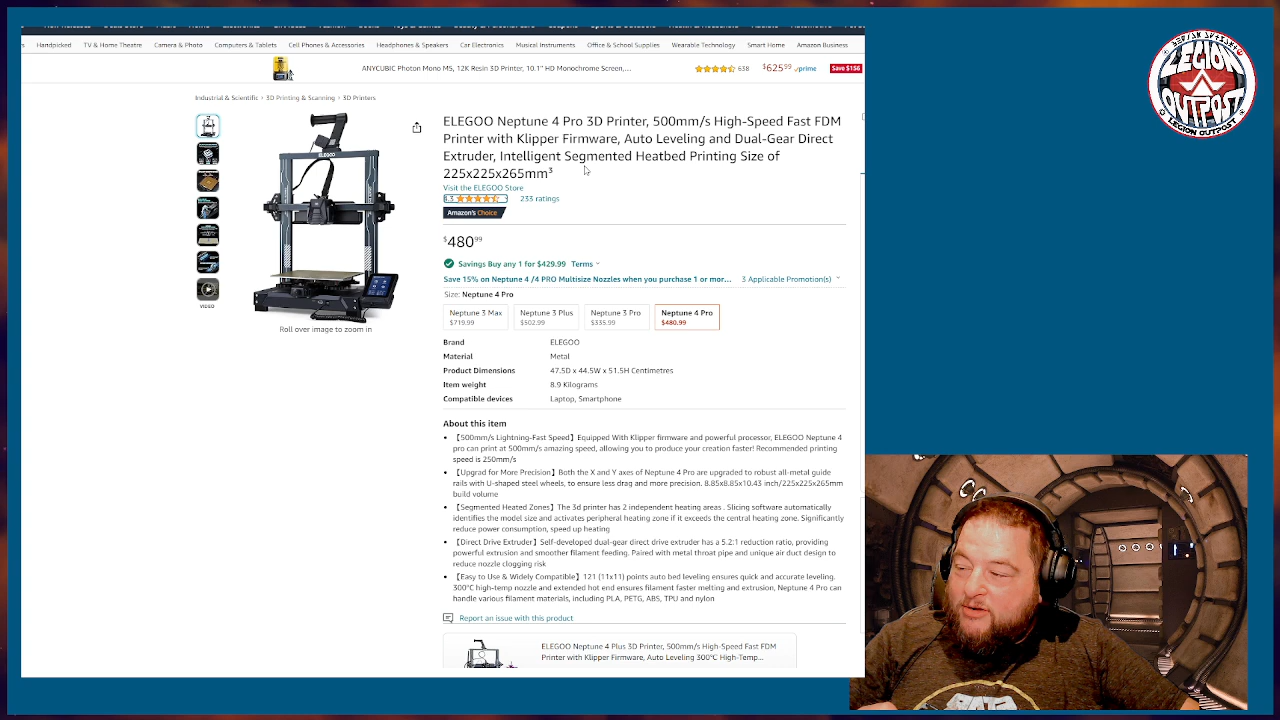 Handpicked TV & Home Theatre Camera & Photo Computers & Tablets Cell Phones & Accessories Headphones & Speakers Car Electronics Musical Instruments Office & School Supplies Wearable Technology Smart Home Amazon Business
ANYCUBIC Photon Mono M5, 12K Resin 3D Printer, 10.1" HD Monochrome Screen,... 638 $625⁹⁹ prime Save $156
Industrial & Scientific › 3D Printing & Scanning › 3D Printers
ELEGOO Neptune 4 Pro 3D Printer, 500mm/s High-Speed Fast FDM
Printer with Klipper Firmware, Auto Leveling and Dual-Gear Direct
Extruder, Intelligent Segmented Heatbed Printing Size of
225x225x265mm³
Visit the ELEGOO Store
4.3 233 ratings
Amazon's Choice
$480⁹⁹
Savings Buy any 1 for $429.99 Terms
Save 15% on Neptune 4 /4 PRO Multisize Nozzles when you purchase 1 or mor... 3 Applicable Promotion(s)
Size: Neptune 4 Pro
Neptune 3 Max Neptune 3 Plus Neptune 3 Pro Neptune 4 Pro
$719.99 $502.99 $335.99 $480.99
VIDEO
Roll over image to zoom in
Brand ELEGOO
Material Metal
Product Dimensions 47.5D x 44.5W x 51.5H Centimetres
Item weight 8.9 Kilograms
Compatible devices Laptop, Smartphone
About this item
• 【500mm/s Lightning-Fast Speed】Equipped With Klipper firmware and powerful processor, ELEGOO Neptune 4
pro can print at 500mm/s amazing speed, allowing you to produce your creation faster! Recommended printing
speed is 250mm/s
• 【Upgrad for More Precision】Both the X and Y axes of Neptune 4 Pro are upgraded to robust all-metal guide
rails with U-shaped steel wheels, to ensure less drag and more precision. 8.85x8.85x10.43 inch/225x225x265mm
build volume
• 【Segmented Heated Zones】The 3d printer has 2 independent heating areas . Slicing software automatically
identifies the model size and activates peripheral heating zone if it exceeds the central heating zone. Significantly
reduce power consumption, speed up heating
• 【Direct Drive Extruder】Self-developed dual-gear direct drive extruder has a 5.2:1 reduction ratio, providing
powerful extrusion and smoother filament feeding. Paired with metal throat pipe and unique air duct design to
reduce nozzle clogging risk
• 【Easy to Use & Widely Compatible】121 (11x11) points auto bed leveling ensures quick and accurate leveling.
300°C high-temp nozzle and extended hot end ensures filament faster melting and extrusion, Neptune 4 Pro can
handle various filament materials, including PLA, PETG, ABS, TPU and nylon
Report an issue with this product
ELEGOO Neptune 4 Plus 3D Printer, 500mm/s High-Speed Fast FDM
Printer with Klipper Firmware, Auto Leveling 300°C High-Temp...
LEGION
OUTPOST
LEGION OUTPOST
ELEGOO